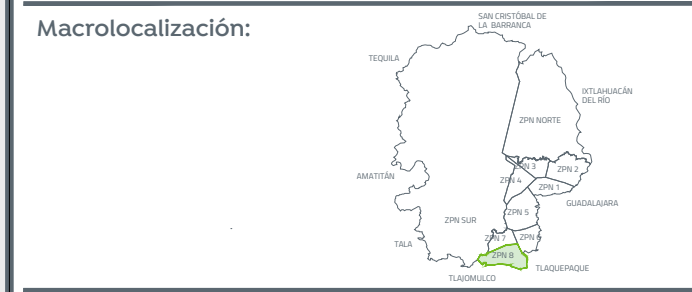 Macrolocalización:
SAN CRISTÓBAL DE
LA BARRANCA
TEQUILA
IXTLAHUACÁN
DEL RÍO
ZPN NORTE
ZPN 3
ZPN 2
AMATITÁN
ZPN 4
ZPN 1
GUADALAJARA
ZPN 5
ZPN SUR
ZPN 7
ZPN 6
TALA
ZPN 8
TLAQUEPAQUE
TLAJOMULCO